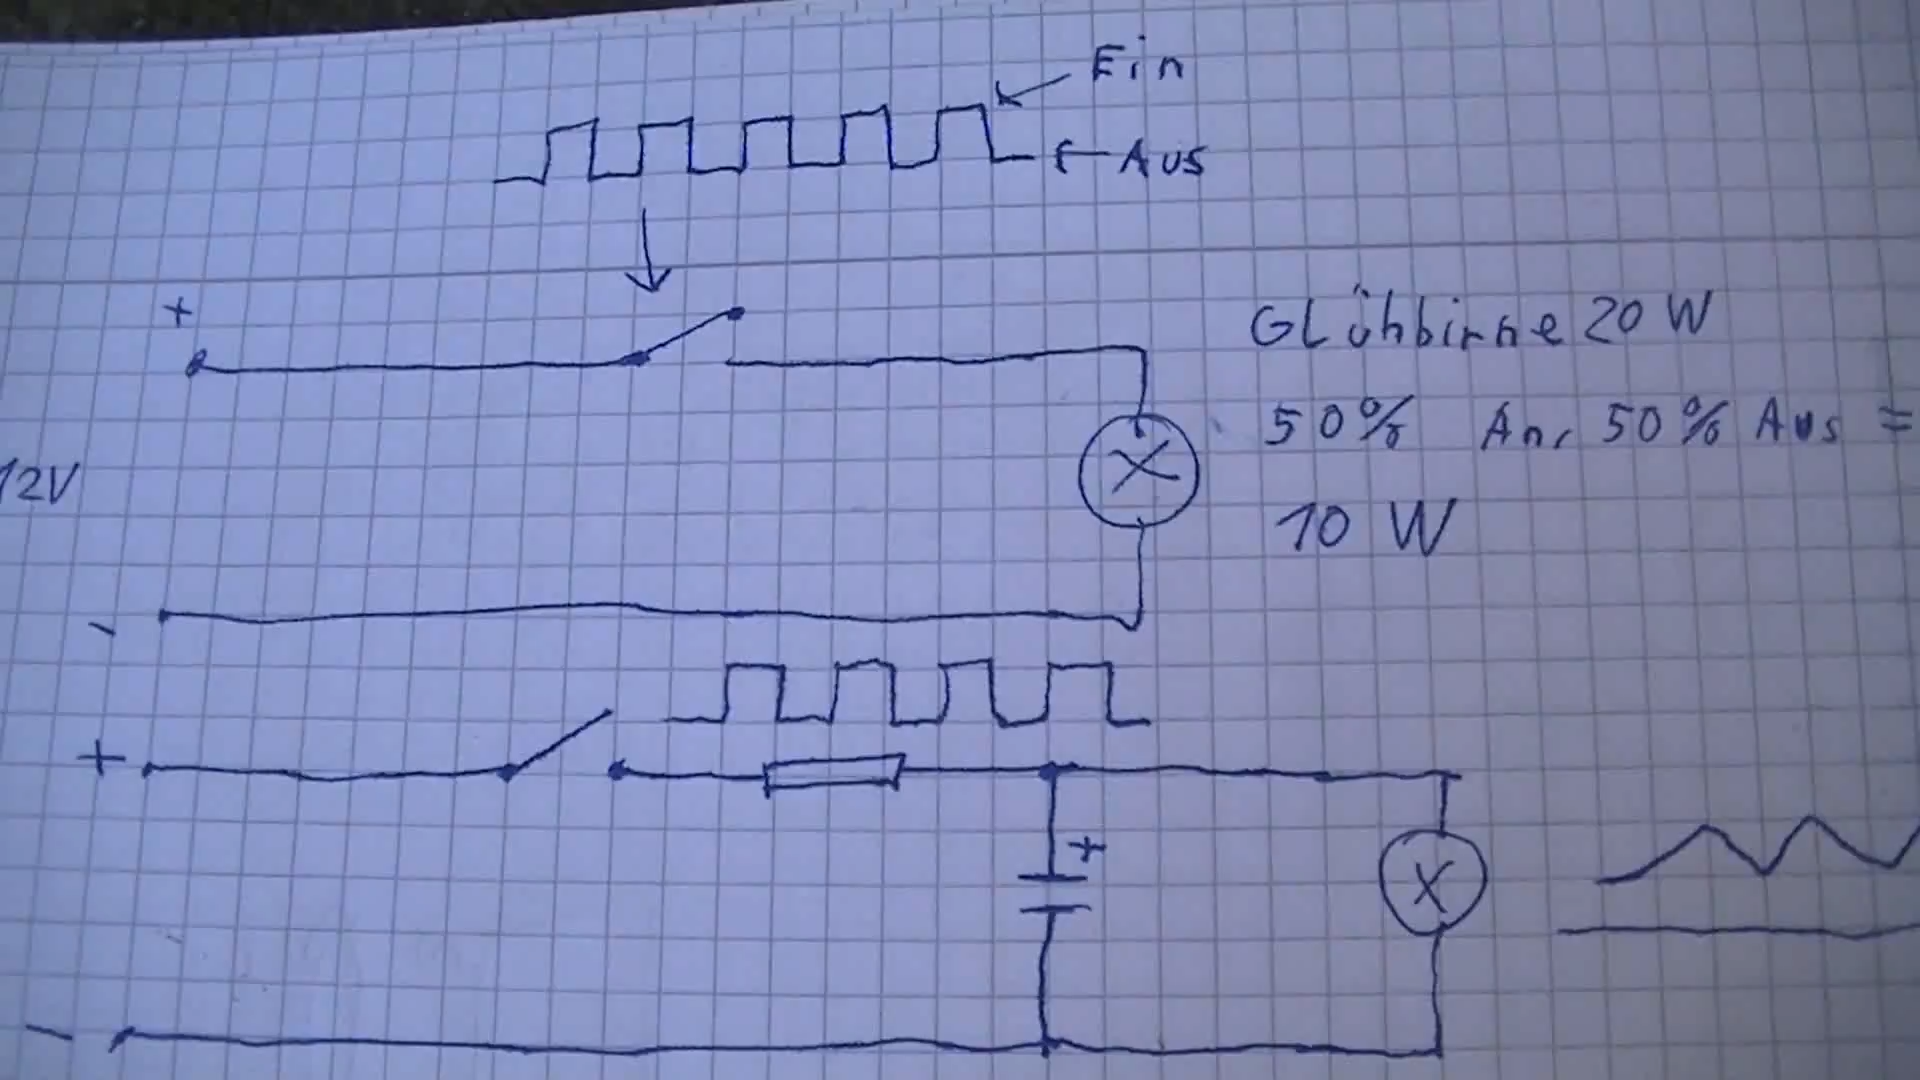 Ein
Aus
+
Glühbirne 20 W
50% An, 50% Aus =
12V
10 W
-
+
+
-